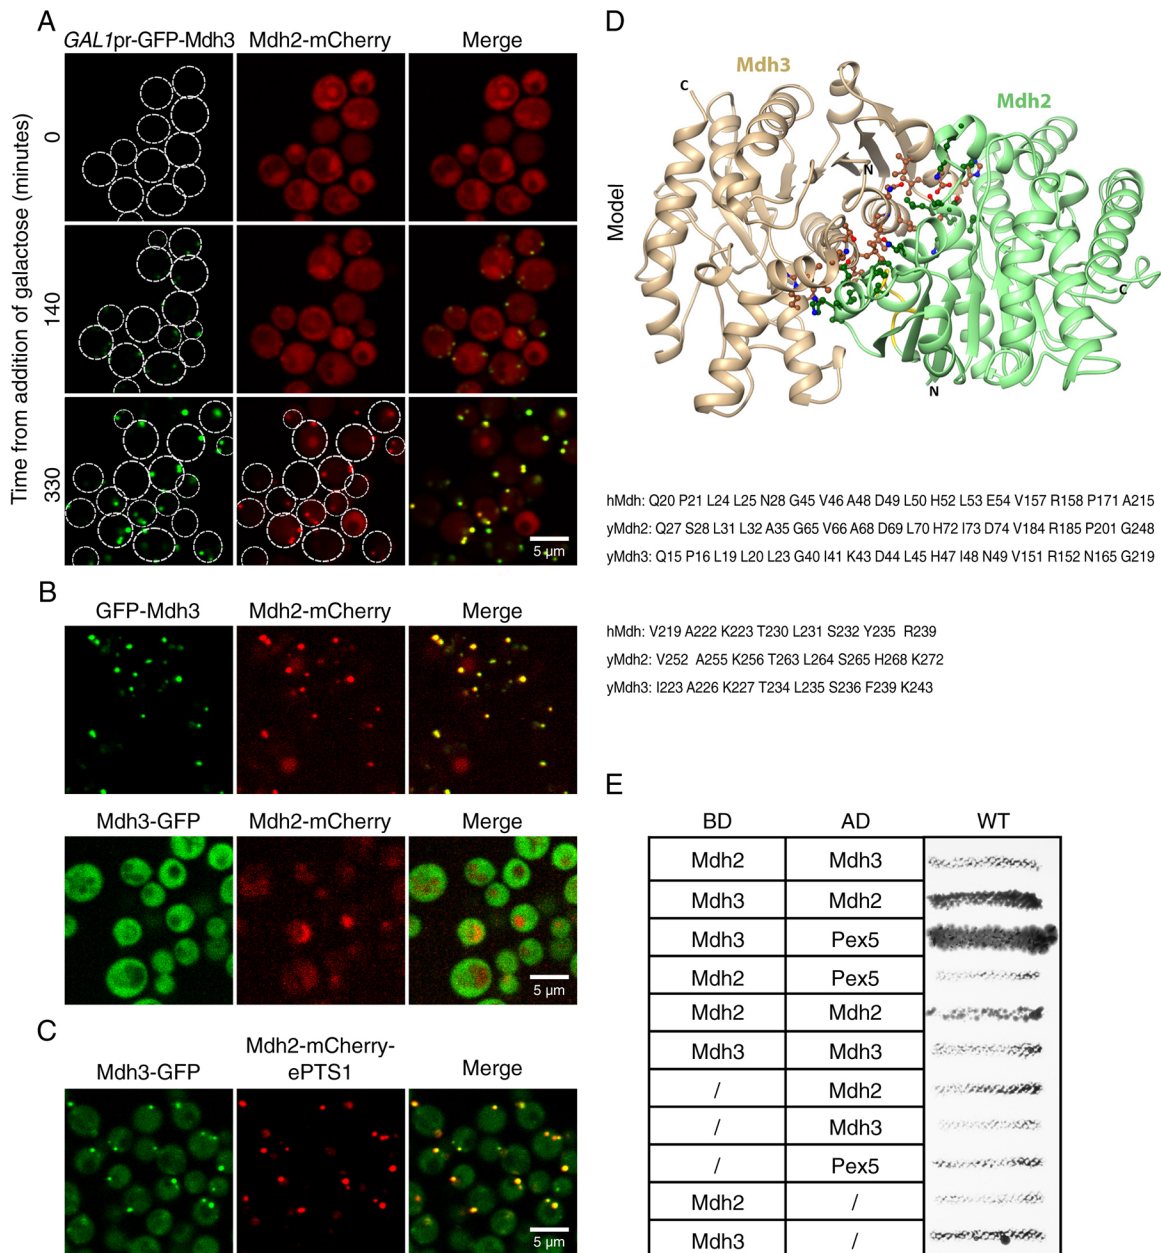 A
GAL1pr-GFP-Mdh3 Mdh2-mCherry Merge
Time from addition of galactose (minutes)
0
140
330
5 µm
B
GFP-Mdh3 Mdh2-mCherry Merge
Mdh3-GFP Mdh2-mCherry Merge
5 µm
C
Mdh3-GFP Mdh2-mCherry-ePTS1 Merge
5 µm
D
Model
Mdh3
Mdh2
C
N
C
N
hMdh: Q20 P21 L24 L25 N28 G45 V46 A48 D49 L50 H52 L53 E54 V157 R158 P171 A215
yMdh2: Q27 S28 L31 L32 A35 G65 V66 A68 D69 L70 H72 I73 D74 V184 R185 P201 G248
yMdh3: Q15 P16 L19 L20 L23 G40 I41 K43 D44 L45 H47 I48 N49 V151 R152 N165 G219
hMdh: V219 A222 K223 T230 L231 S232 Y235 R239
yMdh2: V252 A255 K256 T263 L264 S265 H268 K272
yMdh3: I223 A226 K227 T234 L235 S236 F239 K243
E
BD AD WT
Mdh2 Mdh3
Mdh3 Mdh2
Mdh3 Pex5
Mdh2 Pex5
Mdh2 Mdh2
Mdh3 Mdh3
/ Mdh2
/ Mdh3
/ Pex5
Mdh2 /
Mdh3 /